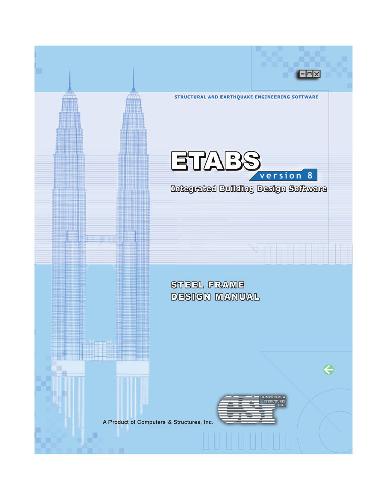 STRUCTURAL AND EARTHQUAKE ENGINEERING SOFTWARE
ETABS
version 8
Integrated Building Design Software
STEEL FRAME
DESIGN MANUAL
A Product of Computers & Structures, Inc.
CSI